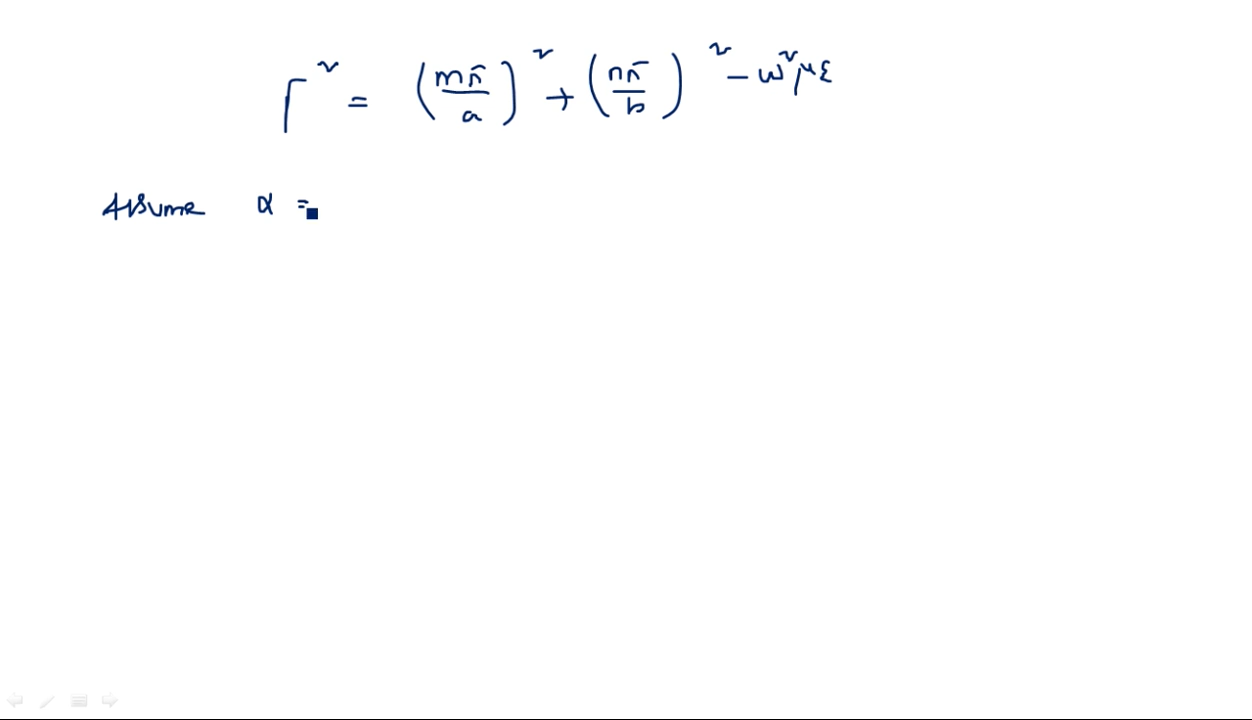 Γ² = (mπ/a)² + (nπ/b)² - ω²με
Assume α =